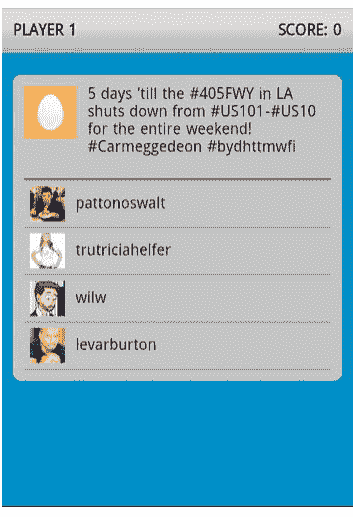 PLAYER 1 SCORE: 0
5 days 'till the #405FWY in LA
shuts down from #US101-#US10
for the entire weekend!
#Carmeggedeon #bydhttmwfi
pattonoswalt
trutriciahelfer
wilw
levarburton